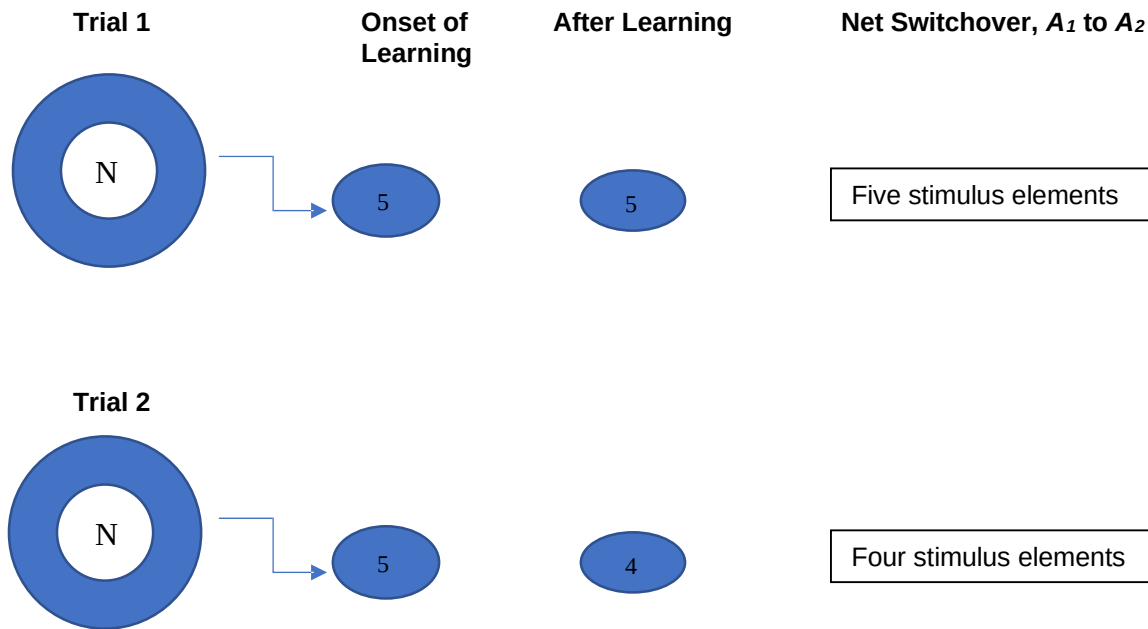 Trial 1
Onset of
Learning
After Learning
Net Switchover, A1 to A2
N
5
5
Five stimulus elements
Trial 2
N
5
4
Four stimulus elements